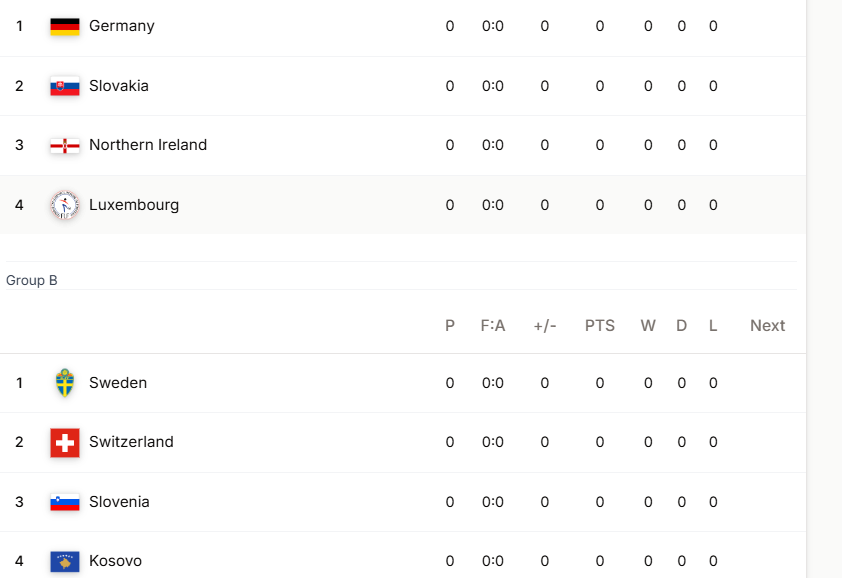 1 Germany 0 0:0 0 0 0 0 0
2 Slovakia 0 0:0 0 0 0 0 0
3 Northern Ireland 0 0:0 0 0 0 0 0
4 Luxembourg 0 0:0 0 0 0 0 0
Group B
P F:A +/- PTS W D L Next
1 Sweden 0 0:0 0 0 0 0 0
2 Switzerland 0 0:0 0 0 0 0 0
3 Slovenia 0 0:0 0 0 0 0 0
4 Kosovo 0 0:0 0 0 0 0 0